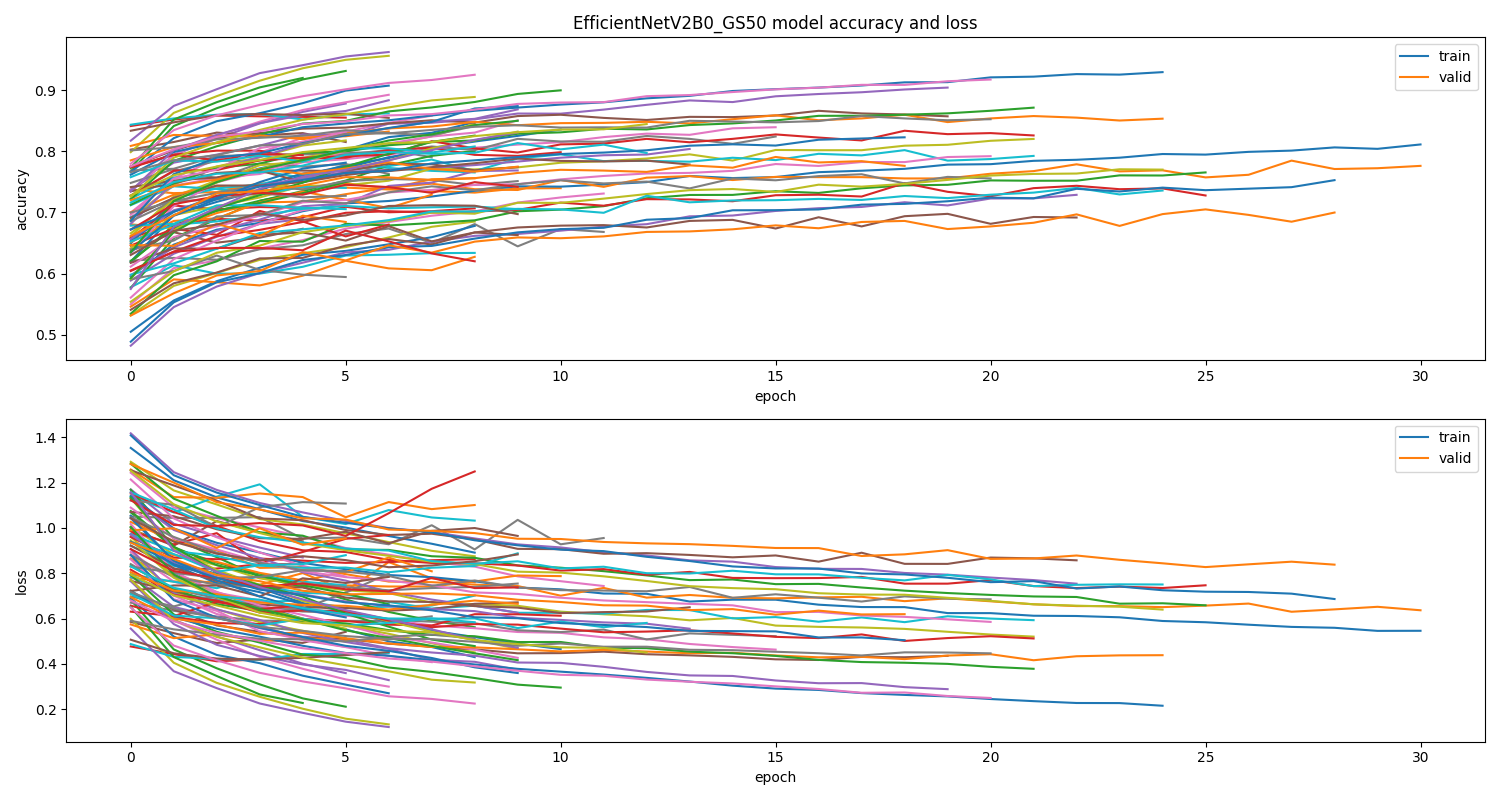 EfficientNetV2B0_GS50 model accuracy and loss
train
valid
0.9
0.8
0.7
0.6
0.5
accuracy
0 5 10 15 20 25 30
epoch
train
valid
1.4
1.2
1.0
0.8
0.6
0.4
0.2
loss
0 5 10 15 20 25 30
epoch